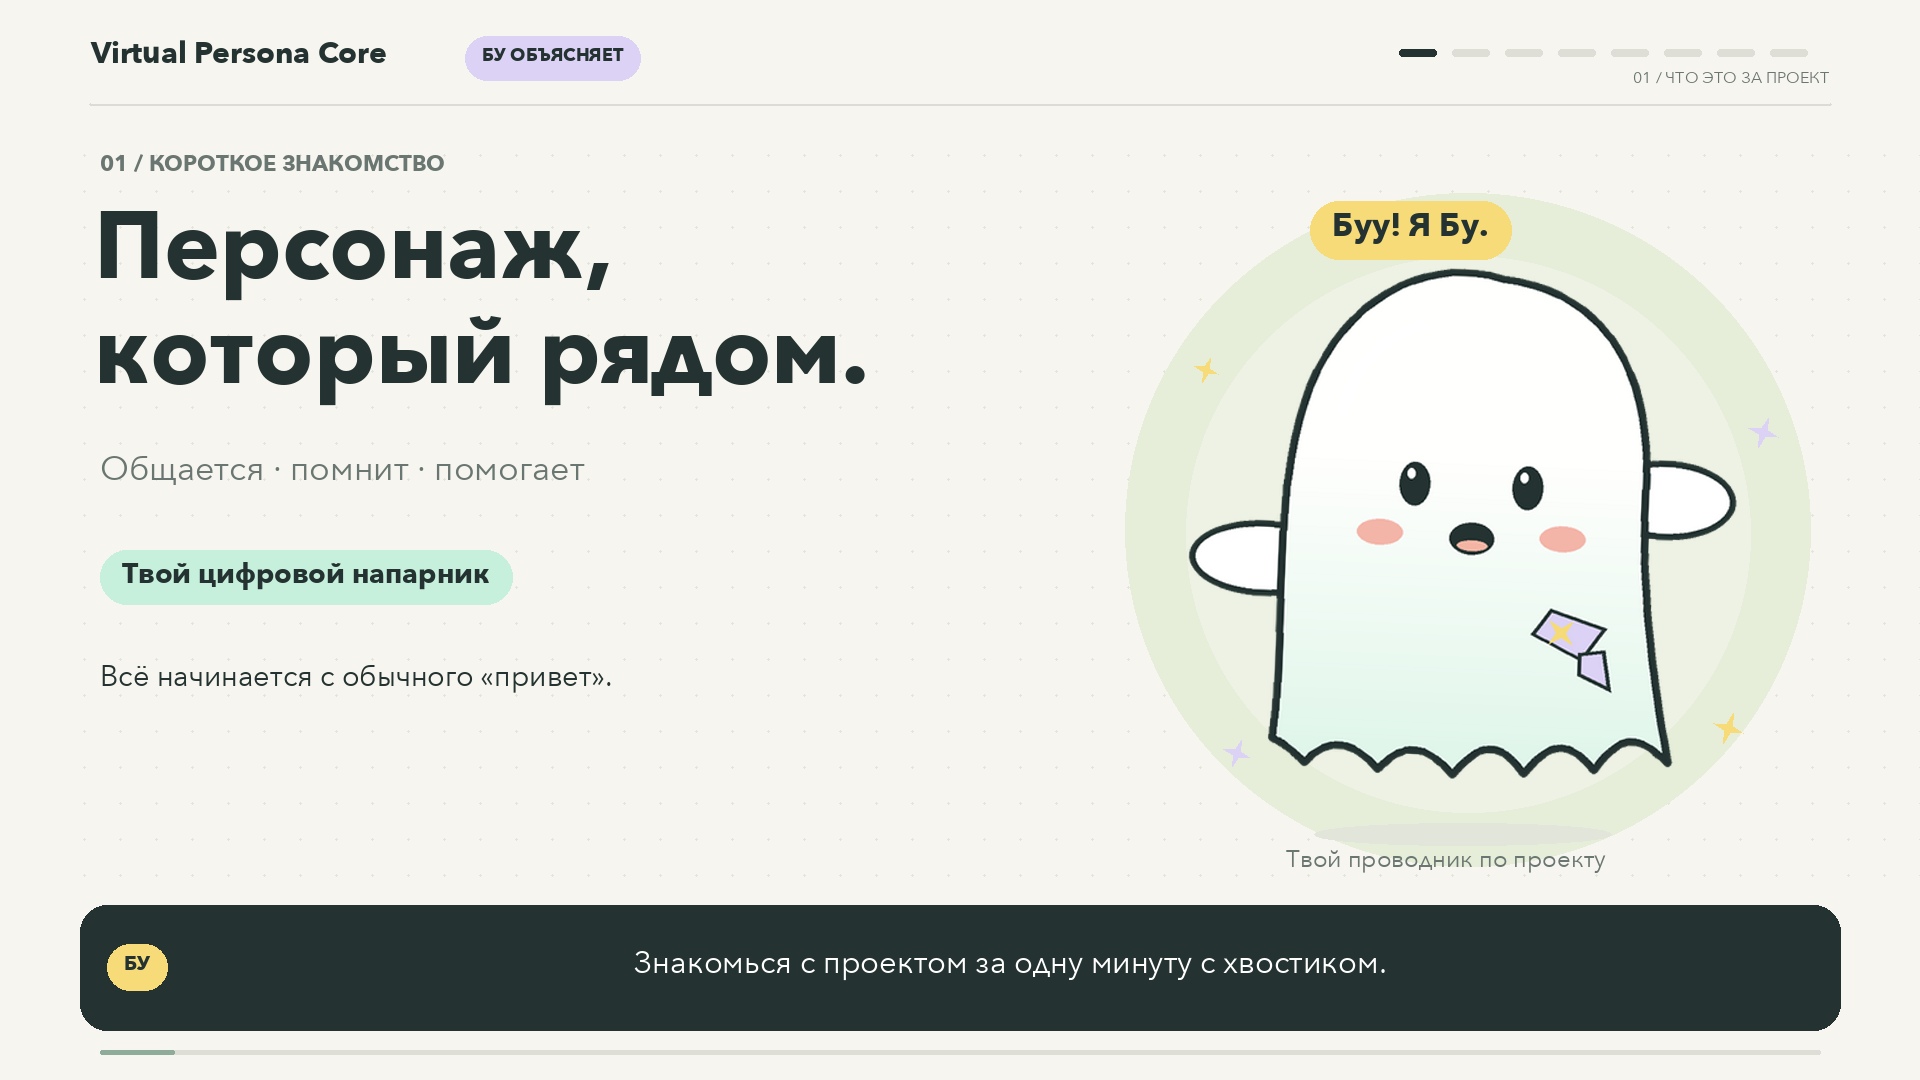 Virtual Persona Core
БУ ОБЪЯСНЯЕТ
01 / ЧТО ЭТО ЗА ПРОЕКТ
01 / КОРОТКОЕ ЗНАКОМСТВО
Персонаж,
который рядом.
Общается · помнит · помогает
Твой цифровой напарник
Всё начинается с обычного «привет».
Буу! Я Бу.
Твой проводник по проекту
БУ
Знакомься с проектом за одну минуту с хвостиком.